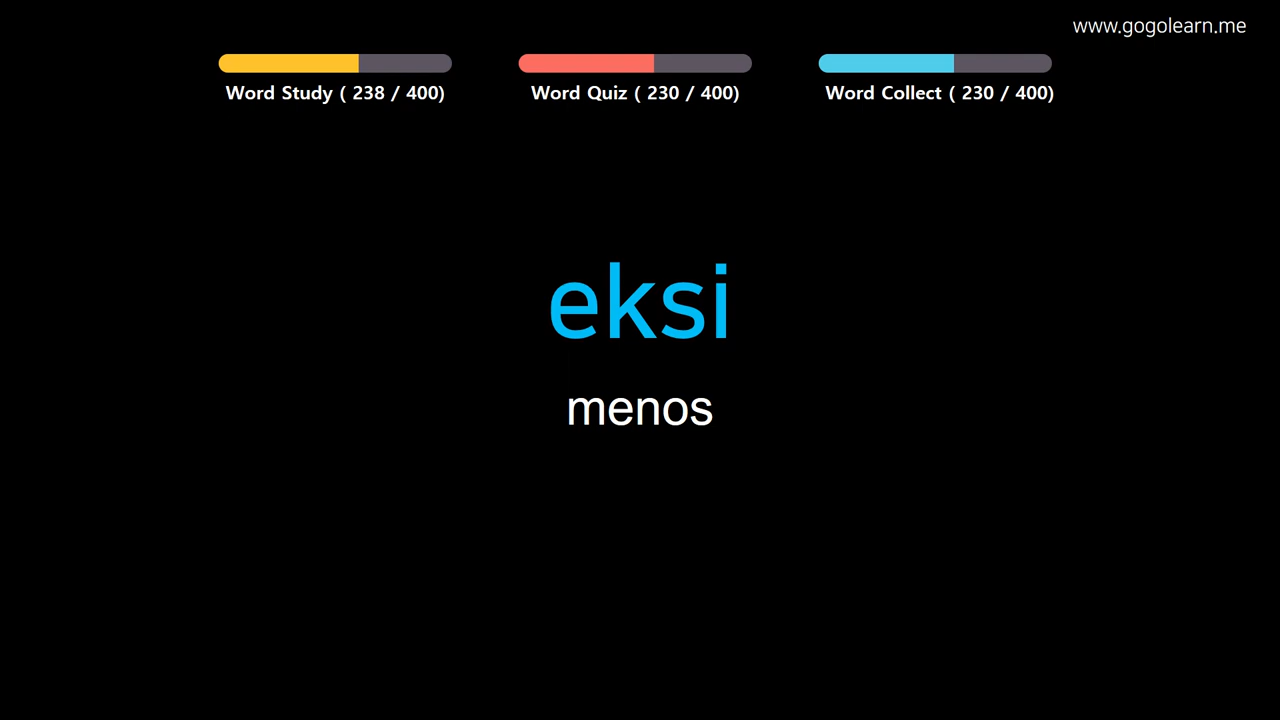 www.gogolearn.me
Word Study ( 238 / 400)
Word Quiz ( 230 / 400)
Word Collect ( 230 / 400)
eksi
menos